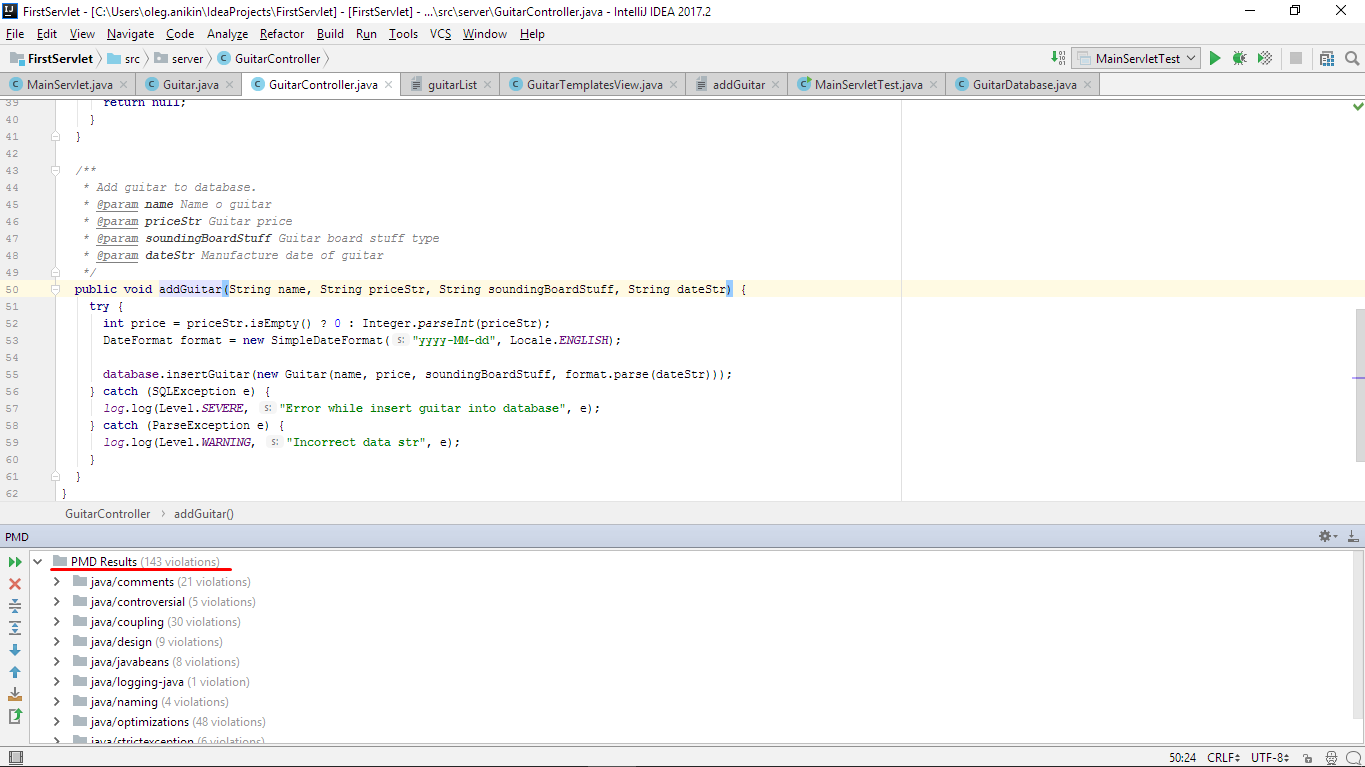 FirstServlet - [C:\Users\oleg.anikin\IdeaProjects\FirstServlet] - [FirstServlet] - ...\src\server\GuitarController.java - IntelliJ IDEA 2017.2
File Edit View Navigate Code Analyze Refactor Build Run Tools VCS Window Help
FirstServlet src server GuitarController MainServletTest
MainServlet.java Guitar.java GuitarController.java guitarList GuitarTemplatesView.java addGuitar MainServletTest.java GuitarDatabase.java
39 return null;
40 }
41 }
42
43 /**
44 * Add guitar to database.
45 * @param name Name o guitar
46 * @param priceStr Guitar price
47 * @param soundingBoardStuff Guitar board stuff type
48 * @param dateStr Manufacture date of guitar
49 */
50 public void addGuitar(String name, String priceStr, String soundingBoardStuff, String dateStr) {
51 try {
52 int price = priceStr.isEmpty() ? 0 : Integer.parseInt(priceStr);
53 DateFormat format = new SimpleDateFormat( s: "yyyy-MM-dd", Locale.ENGLISH);
54
55 database.insertGuitar(new Guitar(name, price, soundingBoardStuff, format.parse(dateStr)));
56 } catch (SQLException e) {
57 log.log(Level.SEVERE, s: "Error while insert guitar into database", e);
58 } catch (ParseException e) {
59 log.log(Level.WARNING, s: "Incorrect data str", e);
60 }
61 }
62 }
GuitarController addGuitar()
PMD
PMD Results (143 violations)
java/comments (21 violations)
java/controversial (5 violations)
java/coupling (30 violations)
java/design (9 violations)
java/javabeans (8 violations)
java/logging-java (1 violation)
java/naming (4 violations)
java/optimizations (48 violations)
java/strictexception (6 violations)
50:24 CRLF UTF-8